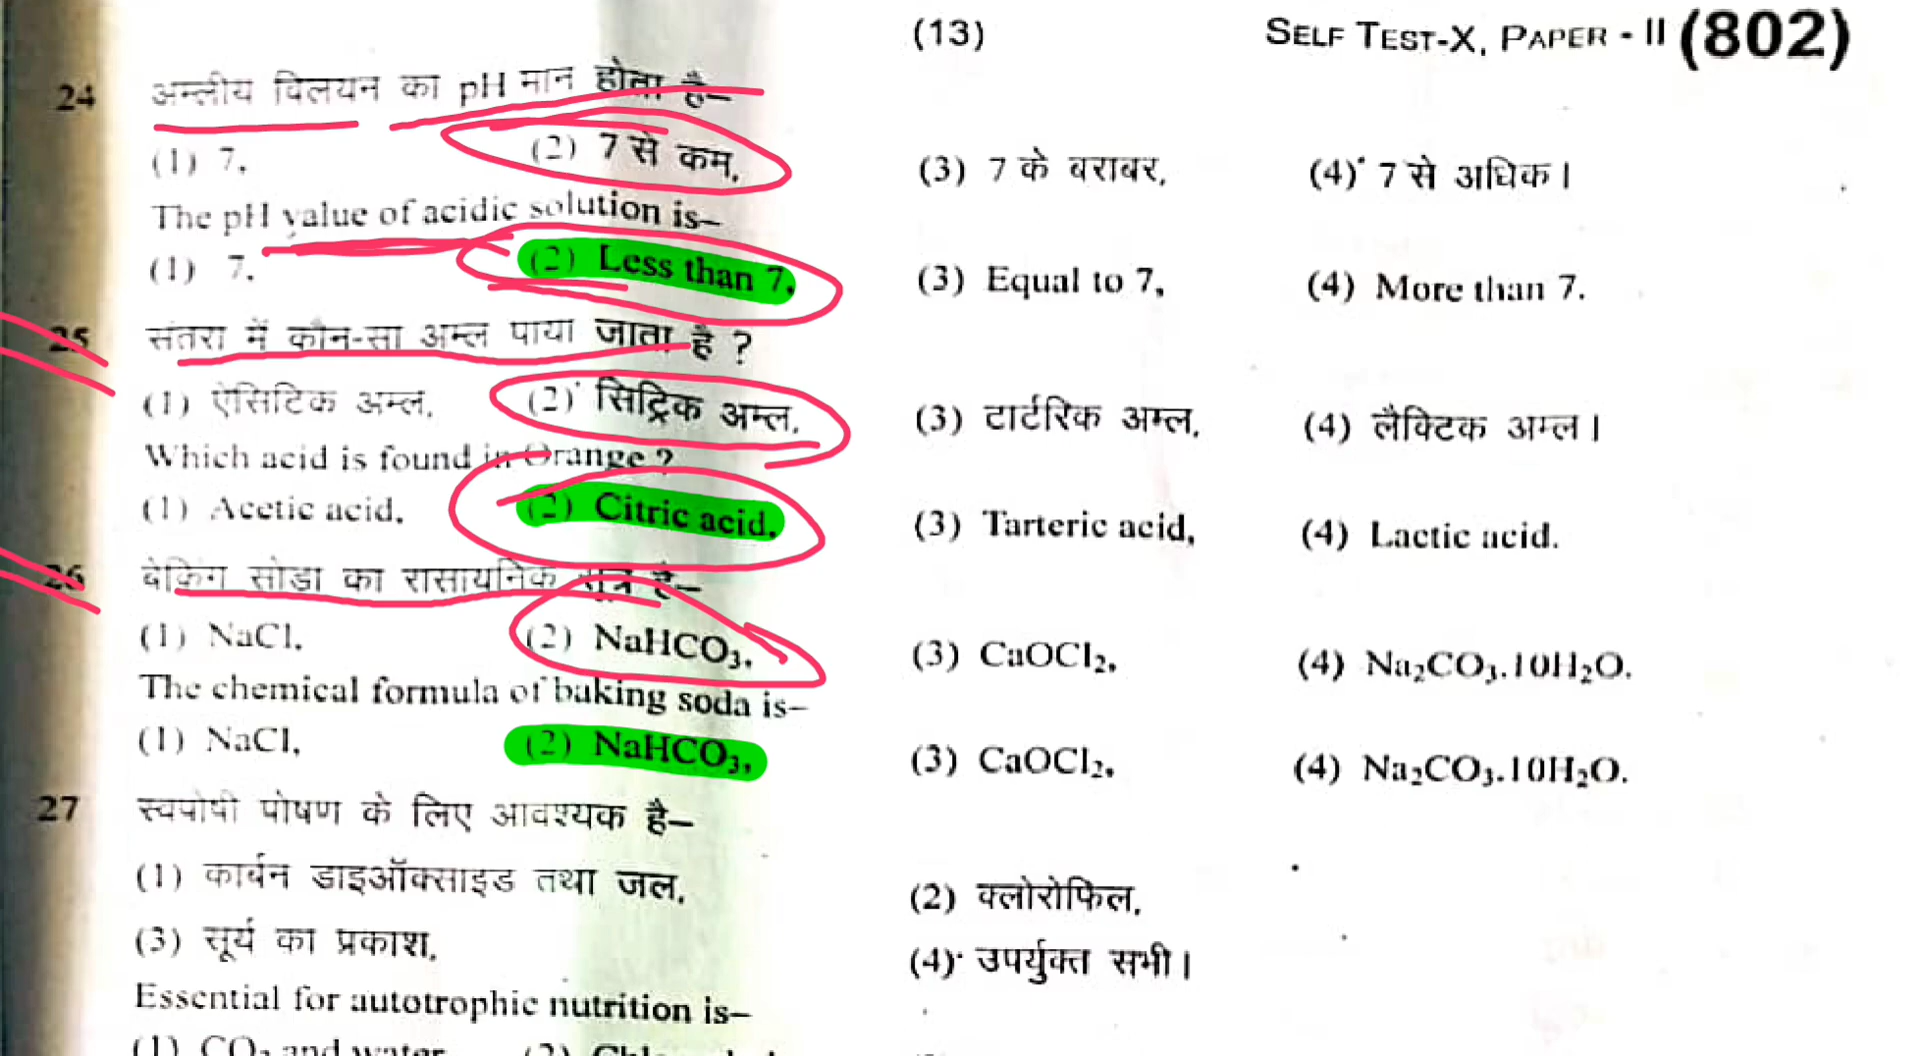 (13) SELF TEST-X, PAPER - II (802)
24 अम्लीय विलयन का pH मान होता है–
(1) 7, (2) 7 से कम, (3) 7 के बराबर, (4) 7 से अधिक।
The pH value of acidic solution is–
(1) 7, (2) Less than 7, (3) Equal to 7, (4) More than 7.
25 संतरा में कौन-सा अम्ल पाया जाता है ?
(1) ऐसिटिक अम्ल, (2) सिट्रिक अम्ल, (3) टार्टरिक अम्ल, (4) लैक्टिक अम्ल।
Which acid is found in Orange ?
(1) Acetic acid, (2) Citric acid, (3) Tarteric acid, (4) Lactic acid.
26 बेकिंग सोडा का रासायनिक सूत्र है–
(1) NaCl, (2) NaHCO₃, (3) CaOCl₂, (4) Na₂CO₃.10H₂O.
The chemical formula of baking soda is–
(1) NaCl, (2) NaHCO₃, (3) CaOCl₂, (4) Na₂CO₃.10H₂O.
27 स्वपोषी पोषण के लिए आवश्यक है–
(1) कार्बन डाइऑक्साइड तथा जल, (2) क्लोरोफिल,
(3) सूर्य का प्रकाश, (4) उपर्युक्त सभी।
Essential for autotrophic nutrition is–
(1) CO₂ and water (2)